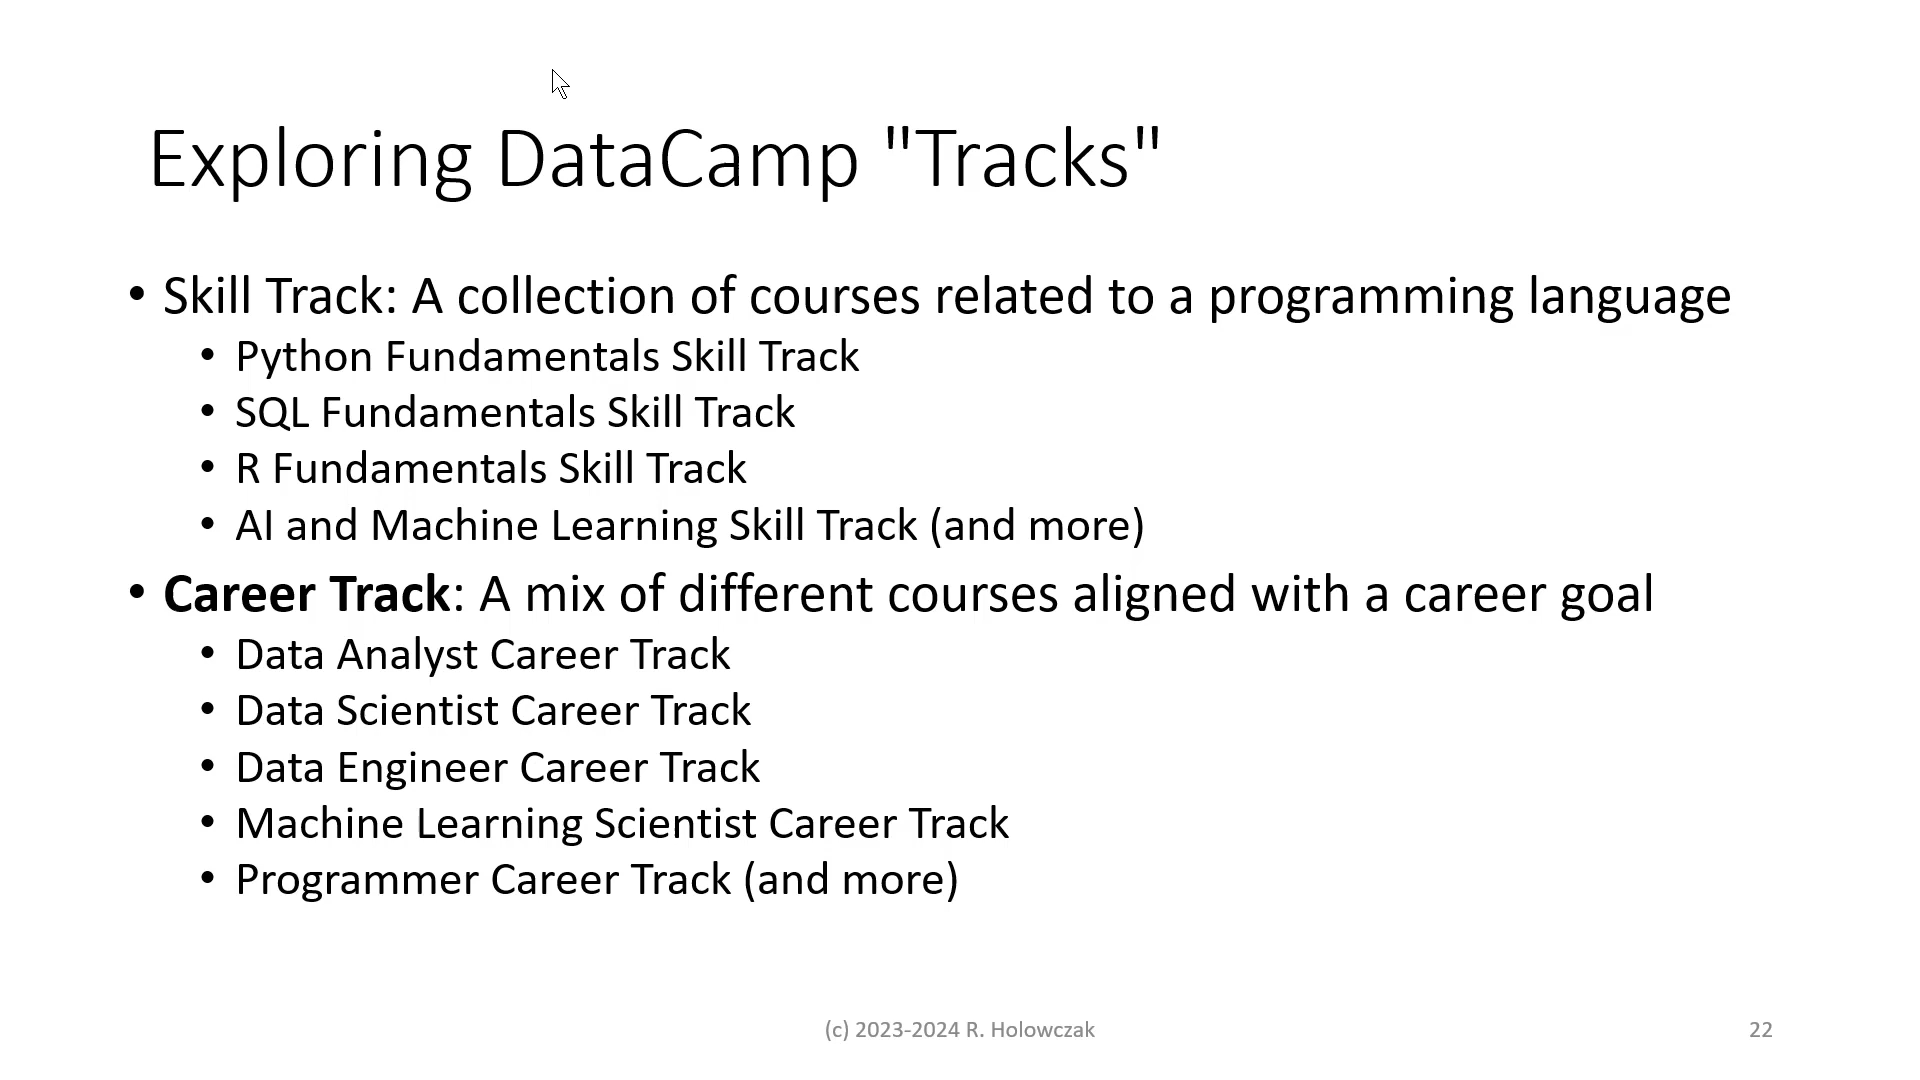 Exploring DataCamp "Tracks"
• Skill Track: A collection of courses related to a programming language
• Python Fundamentals Skill Track
• SQL Fundamentals Skill Track
• R Fundamentals Skill Track
• AI and Machine Learning Skill Track (and more)
• Career Track: A mix of different courses aligned with a career goal
• Data Analyst Career Track
• Data Scientist Career Track
• Data Engineer Career Track
• Machine Learning Scientist Career Track
• Programmer Career Track (and more)
(c) 2023-2024 R. Holowczak
22